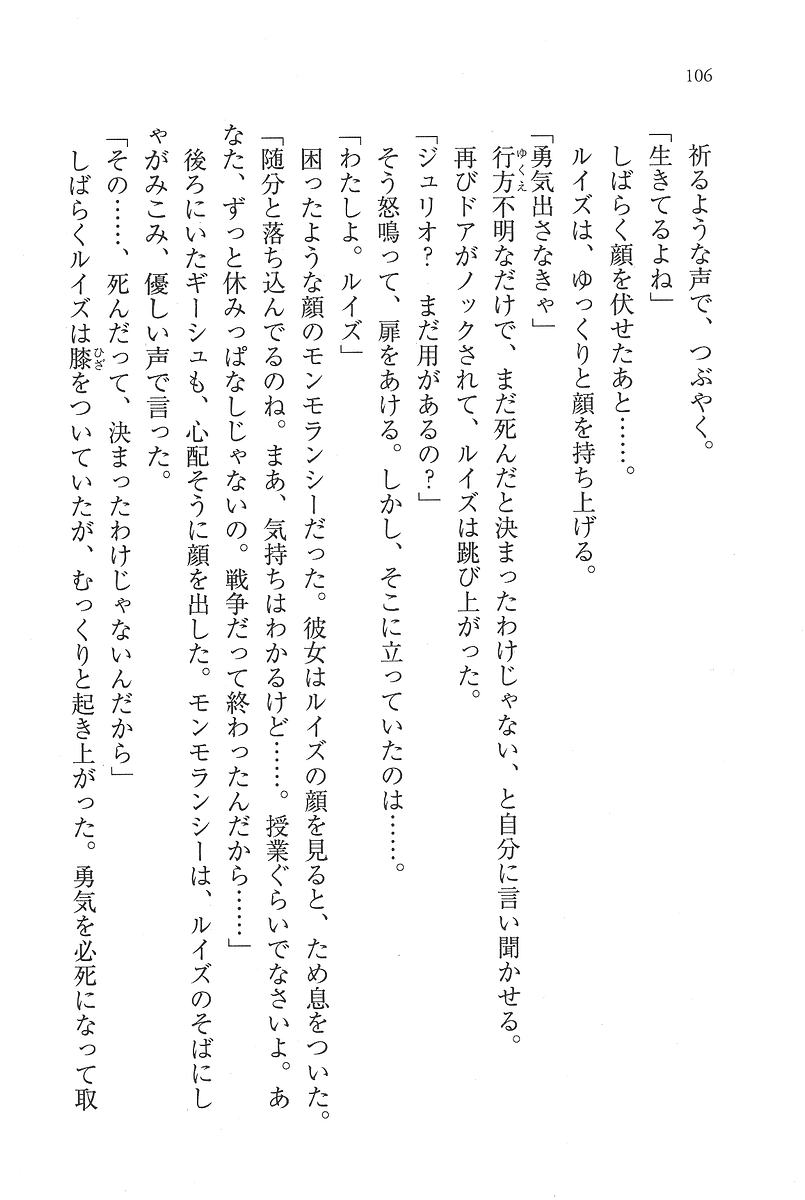 106
祈るような声で、つぶやく。
「生きてるよね」
しばらく顔を伏せたあと……。
ルイズは、ゆっくりと顔を持ち上げる。
「勇気出さなきゃ」
行方不明なだけで、まだ死んだと決まったわけじゃない、と自分に言い聞かせる。
再びドアがノックされて、ルイズは跳び上がった。
「ジュリオ？　まだ用があるの？」
そう怒鳴って、扉をあける。しかし、そこに立っていたのは……。
「わたしよ。ルイズ」
困ったような顔のモンモランシーだった。彼女はルイズの顔を見ると、ため息をついた。
「随分と落ち込んでるのね。まあ、気持ちはわかるけど……。授業ぐらいでなさいよ。あ
なた、ずっと休みっぱなしじゃないの。戦争だって終わったんだから……」
後ろにいたギーシュも、心配そうに顔を出した。モンモランシーは、ルイズのそばにし
ゃがみこみ、優しい声で言った。
「その……、死んだって、決まったわけじゃないんだから」
しばらくルイズは膝をついていたが、むっくりと起き上がった。勇気を必死になって取